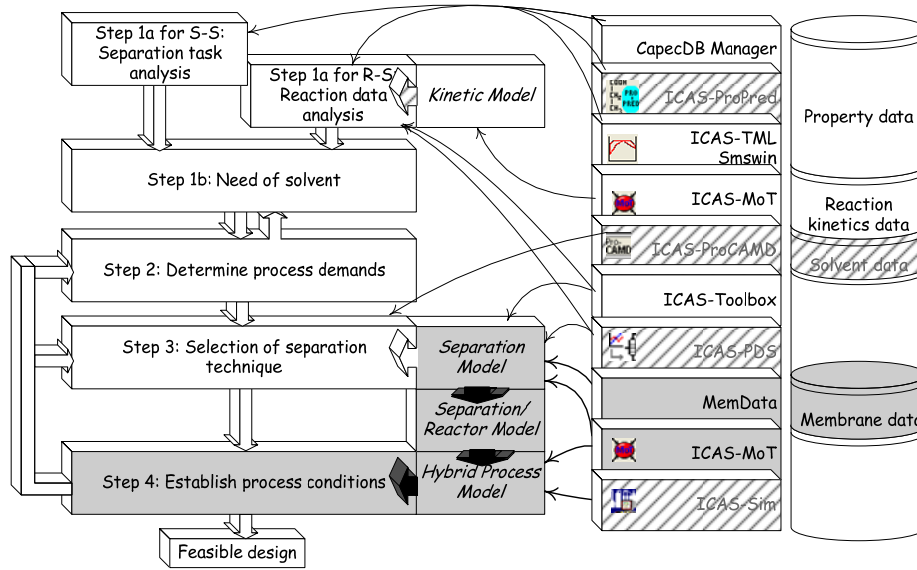 Step 1a for S-S:
Separation task
analysis
Step 1a for R-S
Reaction data
analysis
Kinetic Model
Step 1b: Need of solvent
Step 2: Determine process demands
Step 3: Selection of separation
technique
Separation
Model
Separation/
Reactor Model
Step 4: Establish process conditions
Hybrid Process
Model
Feasible design
CapecDB Manager
ICAS-ProPred
ICAS-TML
Smswin
ICAS-MoT
ICAS-ProCAMD
Pro-
CAMD
ICAS-Toolbox
ICAS-PDS
MemData
ICAS-MoT
ICAS-Sim
Property data
Reaction
kinetics data
Solvent data
Membrane data